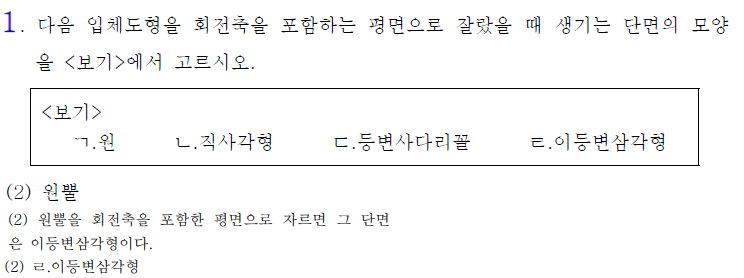 1. 다음 입체도형을 회전축을 포함하는 평면으로 잘랐을 때 생기는 단면의 모양
을 <보기>에서 고르시오.
<보기>
ㄱ.원 ㄴ.직사각형 ㄷ.등변사다리꼴 ㄹ.이등변삼각형
(2) 원뿔
(2) 원뿔을 회전축을 포함한 평면으로 자르면 그 단면
은 이등변삼각형이다.
(2) ㄹ.이등변삼각형